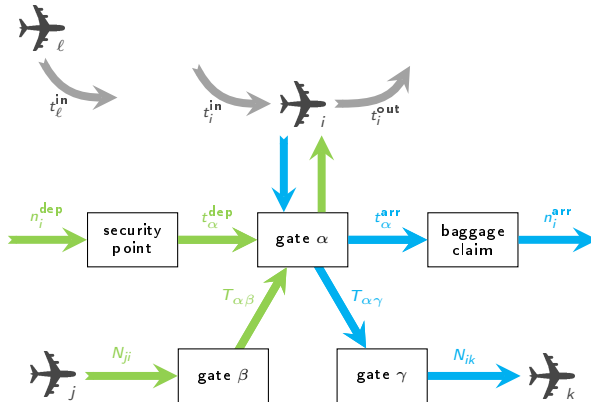 ℓ
t_ℓ^in
t_i^in
i
t_i^out
n_i^dep
security
point
t_α^dep
gate α
t_α^arr
baggage
claim
n_i^arr
T_αβ
T_αγ
N_ji
j
gate β
gate γ
N_ik
k